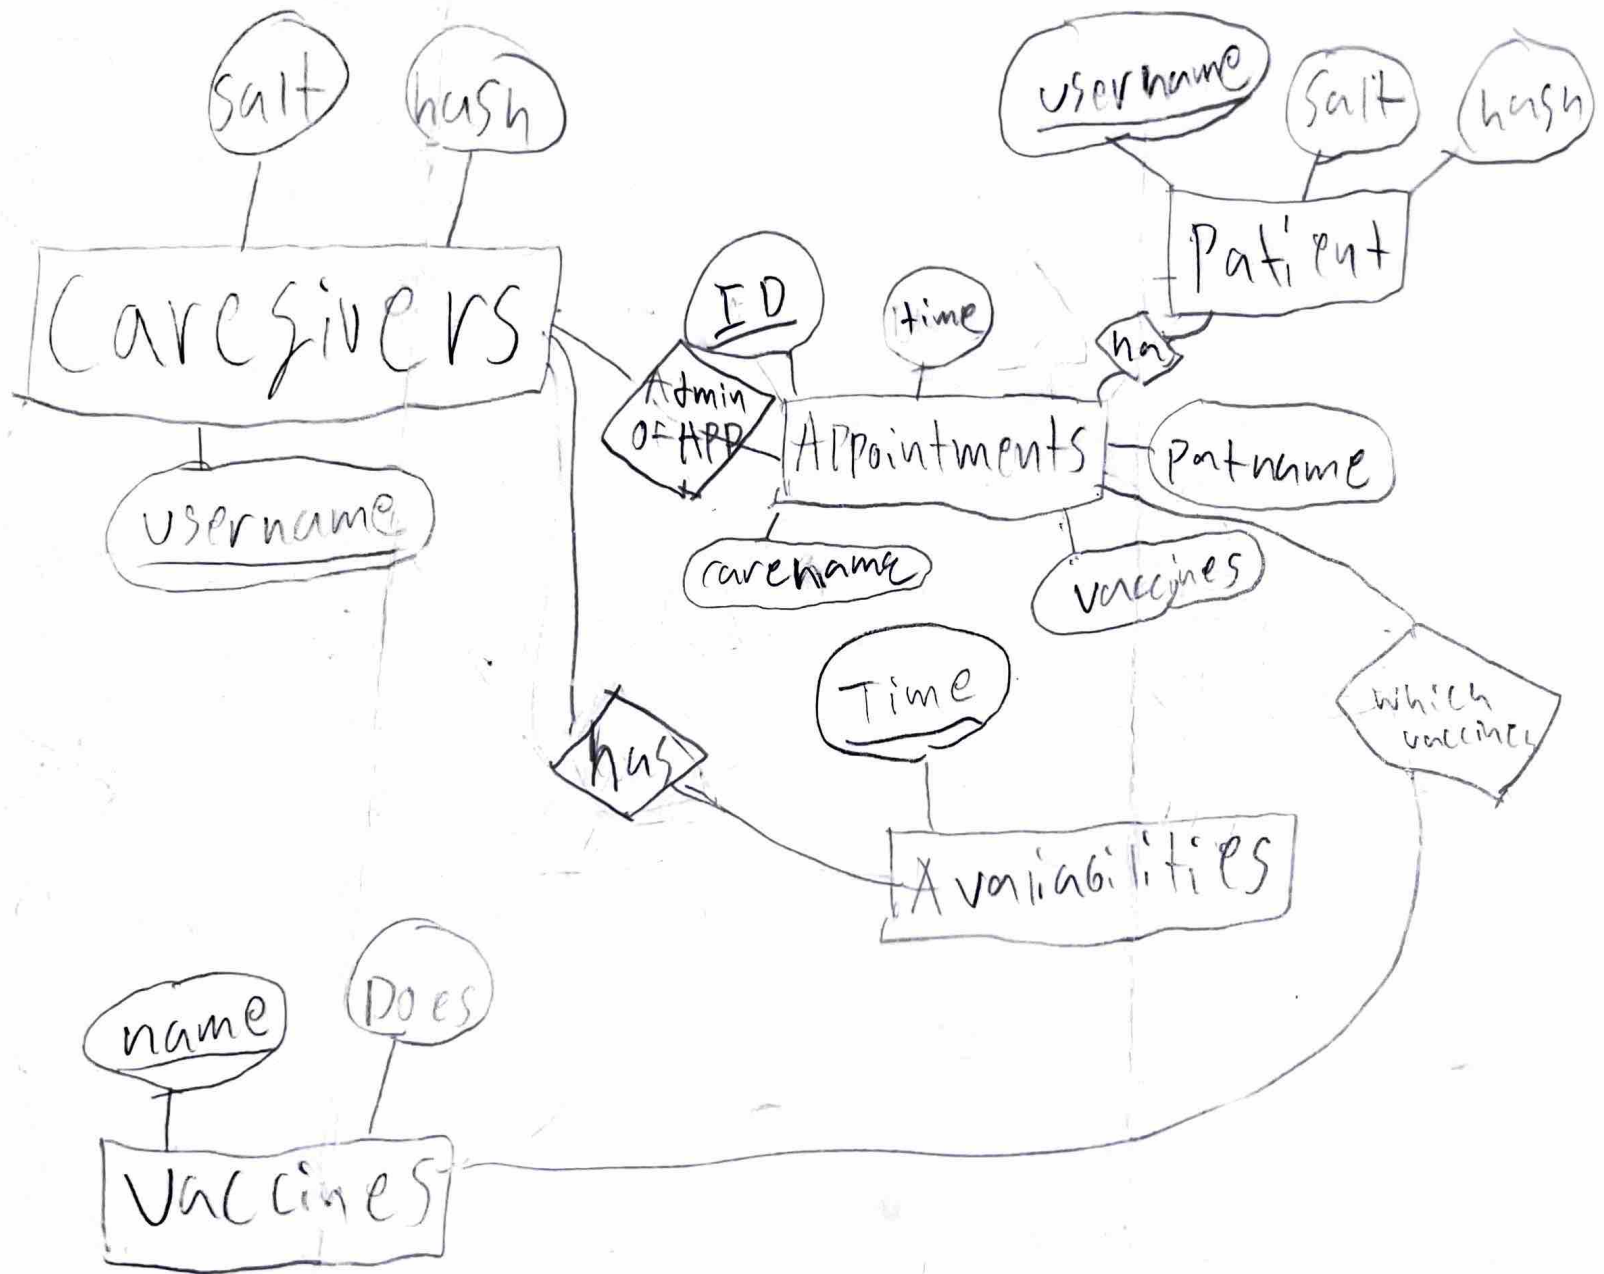 salt
hash
username
salt
hash
Caregivers
Patient
ID
time
ha
Admin
OF APP
Appointments
patname
username
carename
vaccines
Time
which
vaccines
has
Avaliabilities
name
Does
Vaccines